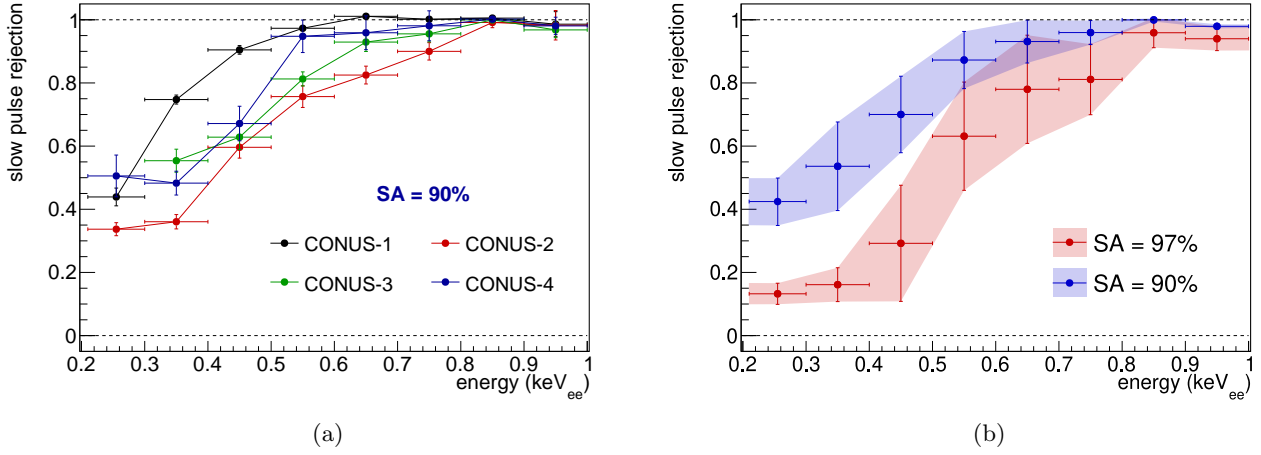 slow pulse rejection
1
0.8
0.6
0.4
0.2
0
SA = 90%
CONUS-1 CONUS-2
CONUS-3 CONUS-4
0.2 0.3 0.4 0.5 0.6 0.7 0.8 0.9 1
energy (keV_ee)
(a)
slow pulse rejection
1
0.8
0.6
0.4
0.2
0
SA = 97%
SA = 90%
0.2 0.3 0.4 0.5 0.6 0.7 0.8 0.9 1
energy (keV_ee)
(b)